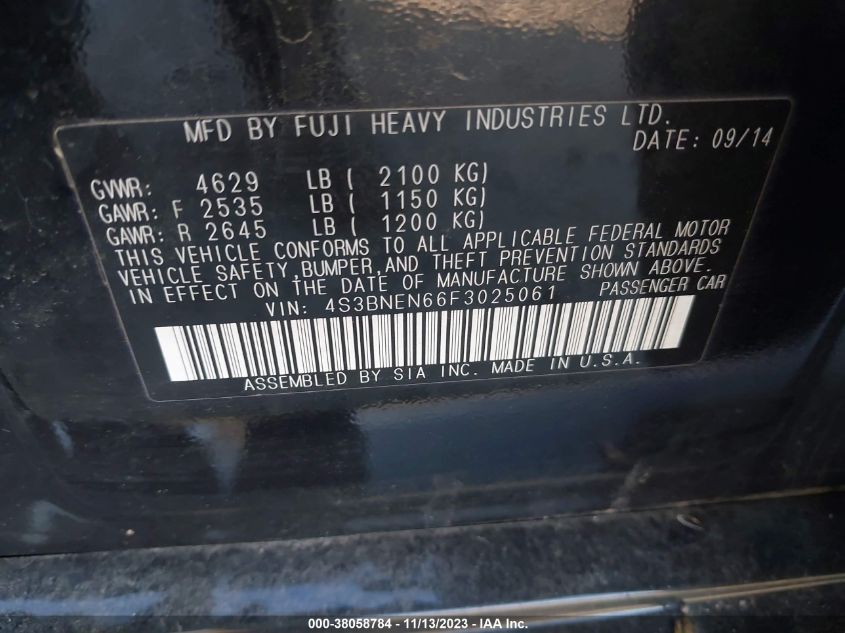 MFD BY FUJI HEAVY INDUSTRIES LTD.
DATE: 09/14
GVWR: 4629 LB ( 2100 KG)
GAWR: F 2535 LB ( 1150 KG)
GAWR: R 2645 LB ( 1200 KG)
THIS VEHICLE CONFORMS TO ALL APPLICABLE FEDERAL MOTOR
VEHICLE SAFETY,BUMPER,AND THEFT PREVENTION STANDARDS
IN EFFECT ON THE DATE OF MANUFACTURE SHOWN ABOVE.
VIN: 4S3BNEN66F3025061 PASSENGER CAR
ASSEMBLED BY SIA INC. MADE IN U.S.A.
000-38058784 - 11/13/2023 - IAA Inc.